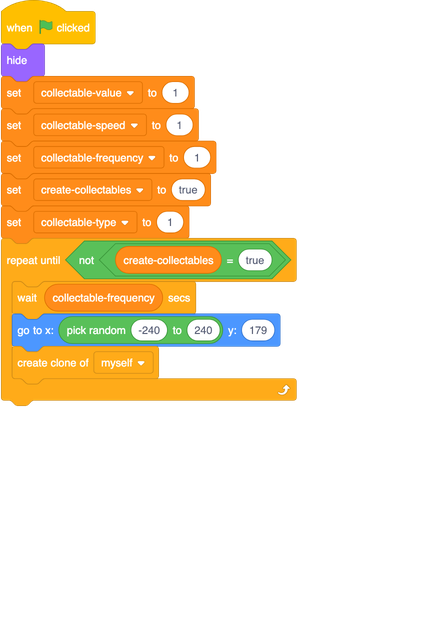 when clicked
hide
set collectable-value to 1
set collectable-speed to 1
set collectable-frequency to 1
set create-collectables to true
set collectable-type to 1
repeat until not create-collectables = true
wait collectable-frequency secs
go to x: pick random -240 to 240 y: 179
create clone of myself